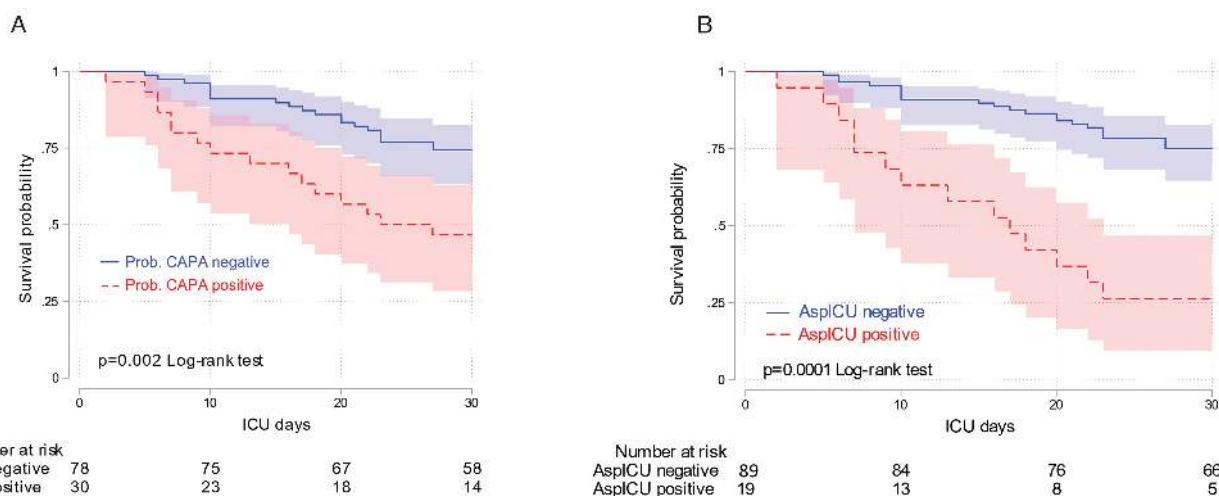 A
Survival probability
1
.75
.5
.25
0
Prob. CAPA negative
Prob. CAPA positive
p=0.002 Log-rank test
0 10 20 30
ICU days
at risk
78 75 67 58
30 23 18 14
B
Survival probability
1
.75
.5
.25
0
AspICU negative
AspICU positive
p=0.0001 Log-rank test
0 10 20 30
ICU days
Number at risk
AspICU negative 89 84 76 66
AspICU positive 19 13 8 5